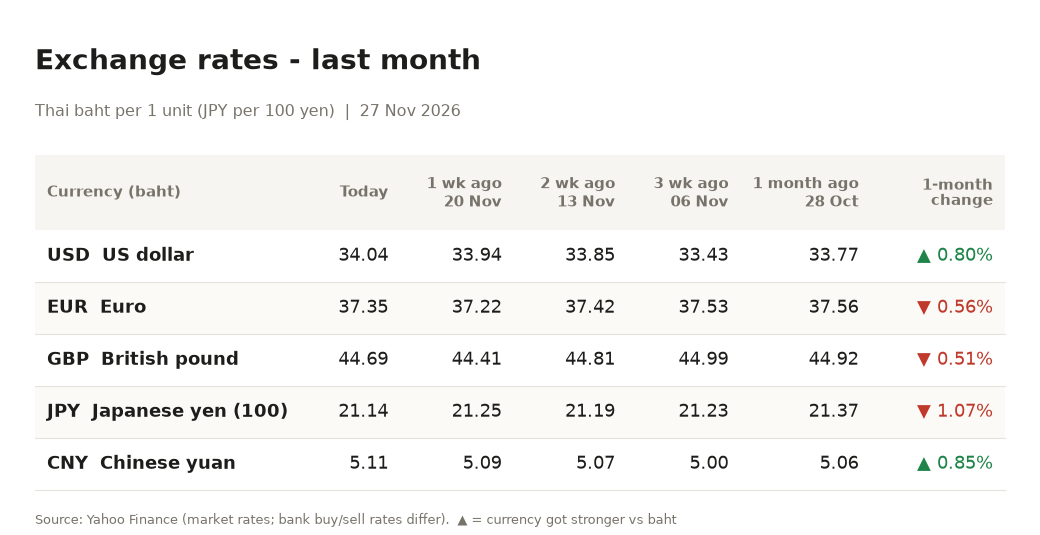 Exchange rates - last month
Thai baht per 1 unit (JPY per 100 yen)  |  27 Nov 2026
Currency (baht) Today 1 wk ago 2 wk ago 3 wk ago 1 month ago 1-month
20 Nov 13 Nov 06 Nov 28 Oct change
USD  US dollar 34.04 33.94 33.85 33.43 33.77 ▲ 0.80%
EUR  Euro 37.35 37.22 37.42 37.53 37.56 ▼ 0.56%
GBP  British pound 44.69 44.41 44.81 44.99 44.92 ▼ 0.51%
JPY  Japanese yen (100) 21.14 21.25 21.19 21.23 21.37 ▼ 1.07%
CNY  Chinese yuan 5.11 5.09 5.07 5.00 5.06 ▲ 0.85%
Source: Yahoo Finance (market rates; bank buy/sell rates differ).  ▲ = currency got stronger vs baht